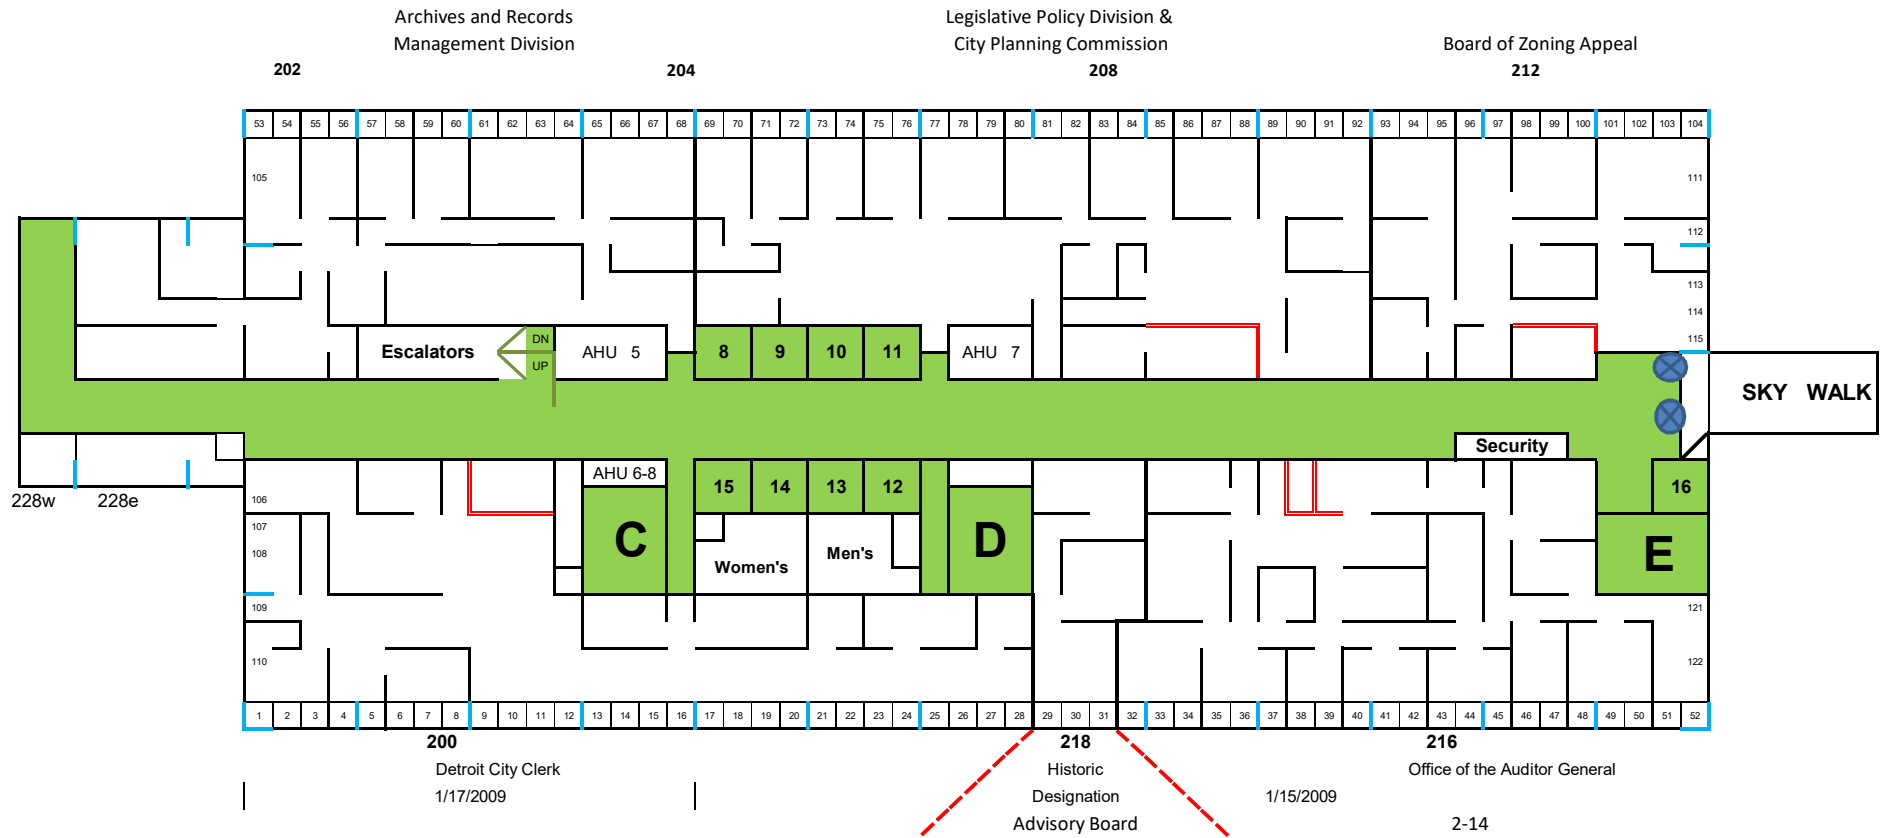 Archives and Records Legislative Policy Division &
Management Division City Planning Commission Board of Zoning Appeal
202 204 208 212
53 54 55 56 57 58 59 60 61 62 63 64 65 66 67 68 69 70 71 72 73 74 75 76 77 78 79 80 81 82 83 84 85 86 87 88 89 90 91 92 93 94 95 96 97 98 99 100 101 102 103 104
105 111
112
113
114
DN 115
Escalators AHU 5 8 9 10 11 AHU 7
UP
SKY WALK
Security
AHU 6-8
15 14 13 12 16
228w 228e 106
107
C D E
108 Men's
Women's
109 121
110 122
1 2 3 4 5 6 7 8 9 10 11 12 13 14 15 16 17 18 19 20 21 22 23 24 25 26 27 28 29 30 31 32 33 34 35 36 37 38 39 40 41 42 43 44 45 46 47 48 49 50 51 52
200 218 216
Detroit City Clerk Historic Office of the Auditor General
1/17/2009 Designation 1/15/2009
Advisory Board 2-14